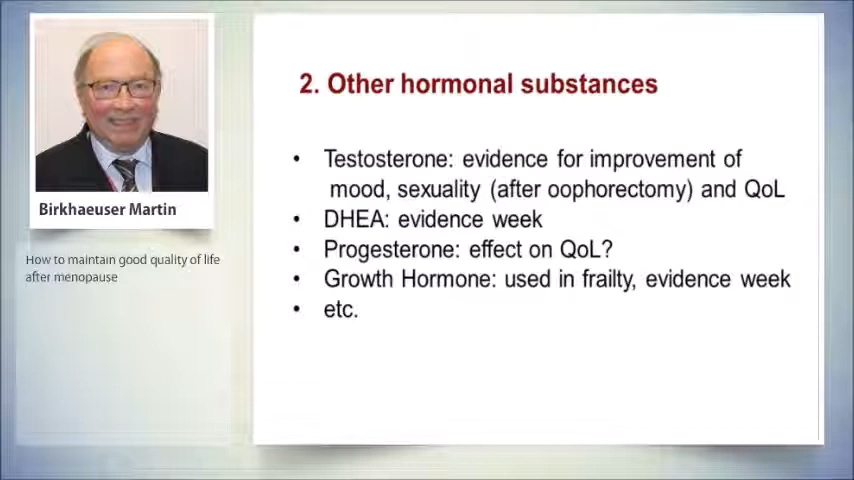 Birkhaeuser Martin
How to maintain good quality of life
after menopause
2. Other hormonal substances
• Testosterone: evidence for improvement of
mood, sexuality (after oophorectomy) and QoL
• DHEA: evidence week
• Progesterone: effect on QoL?
• Growth Hormone: used in frailty, evidence week
• etc.